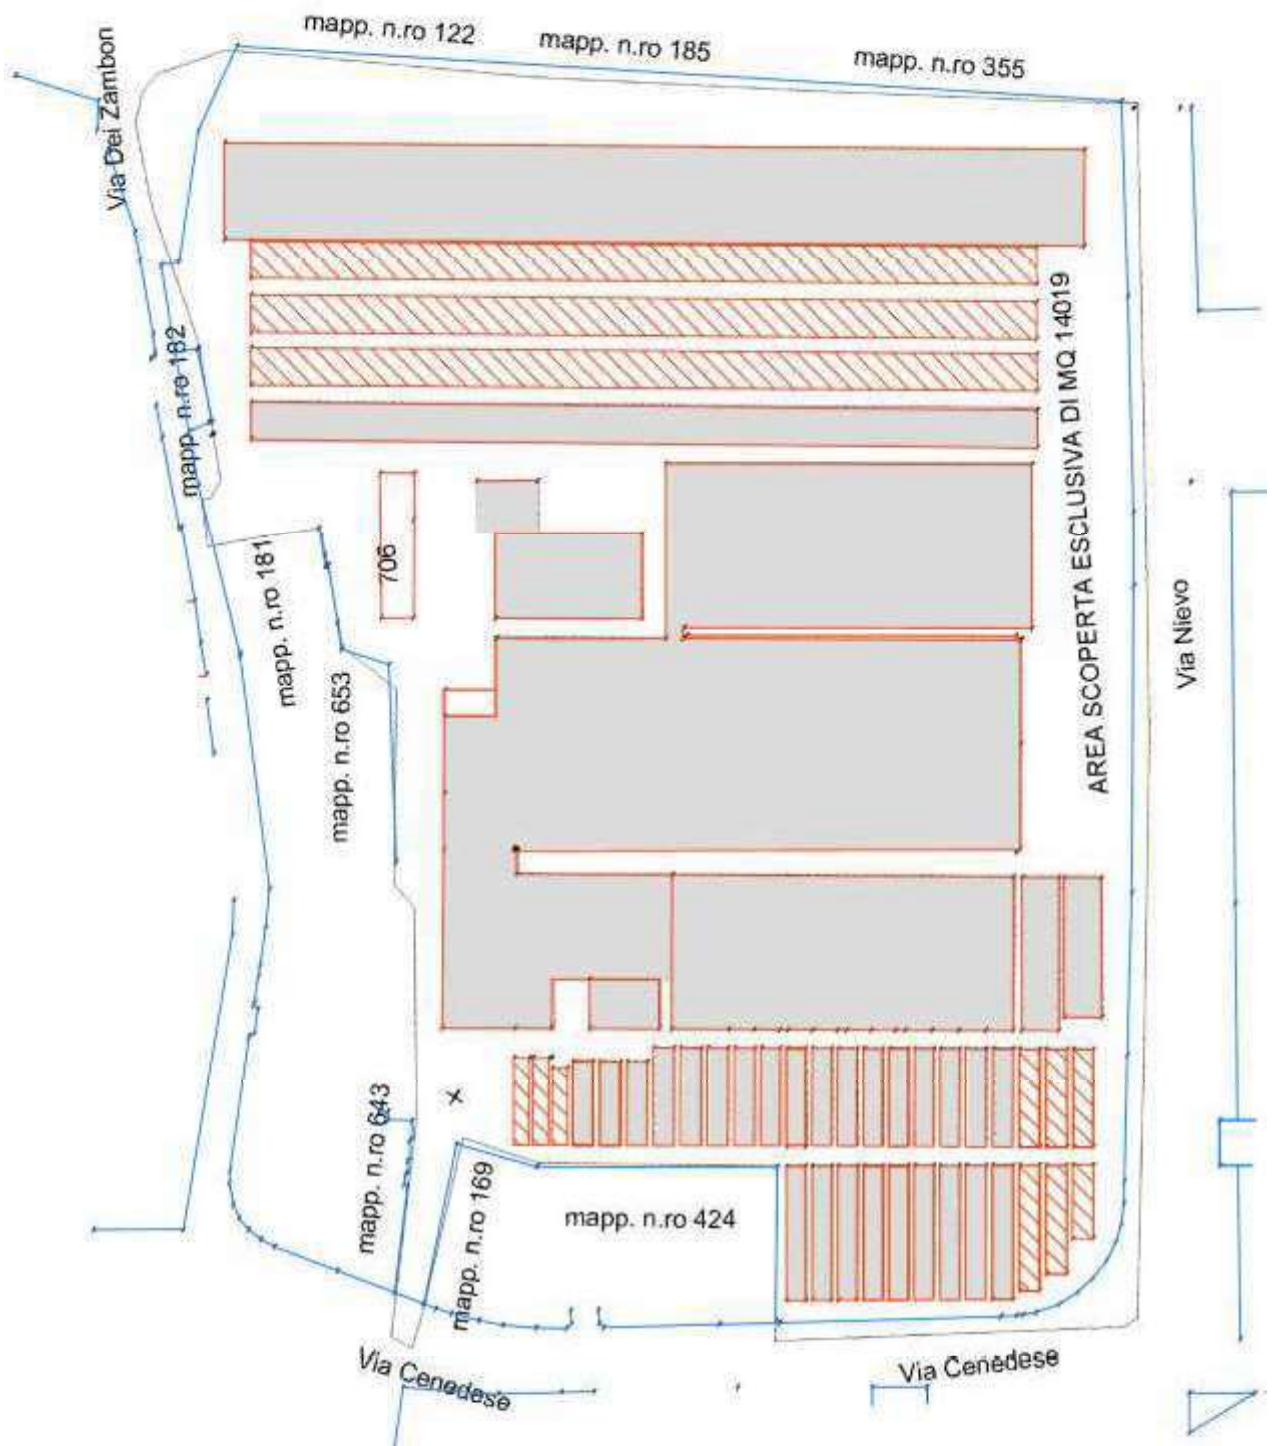 mapp. n.ro 122
mapp. n.ro 185
mapp. n.ro 355
Via Dei Zambon
mapp. n.ro 182
AREA SCOPERTA ESCLUSIVA DI MQ 14019
706
mapp. n.ro 181
Via Nievo
mapp. n.ro 653
mapp. n.ro 643
mapp. n.ro 169
mapp. n.ro 424
Via Cenedese
Via Cenedese